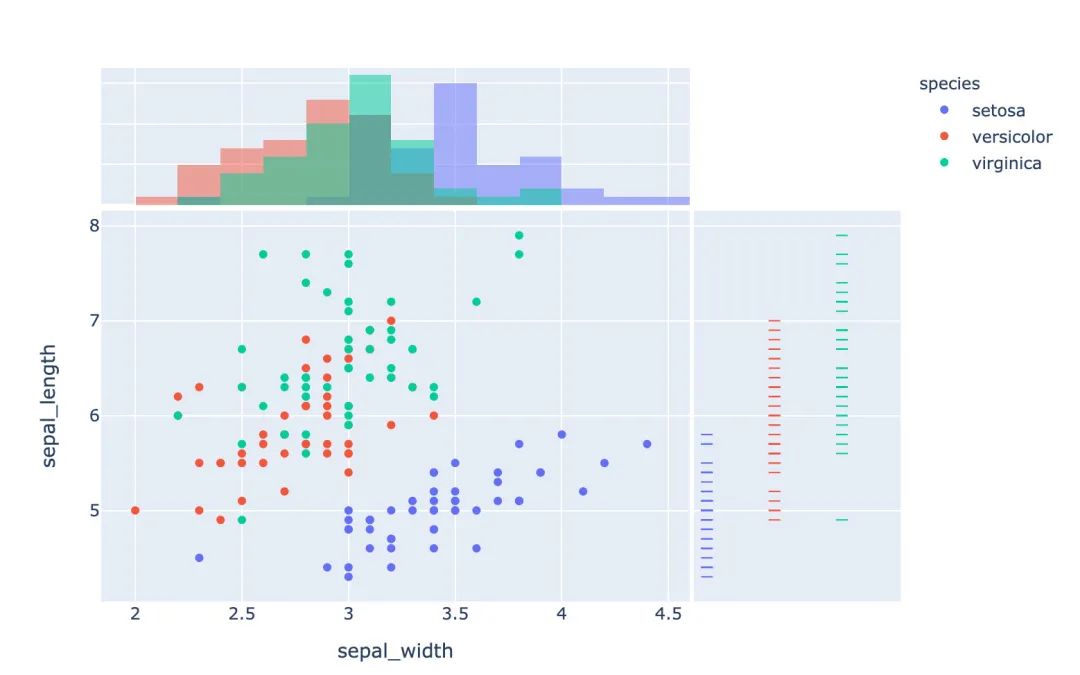 species
setosa
versicolor
virginica
8
7
6
5
sepal_length
2 2.5 3 3.5 4 4.5
sepal_width